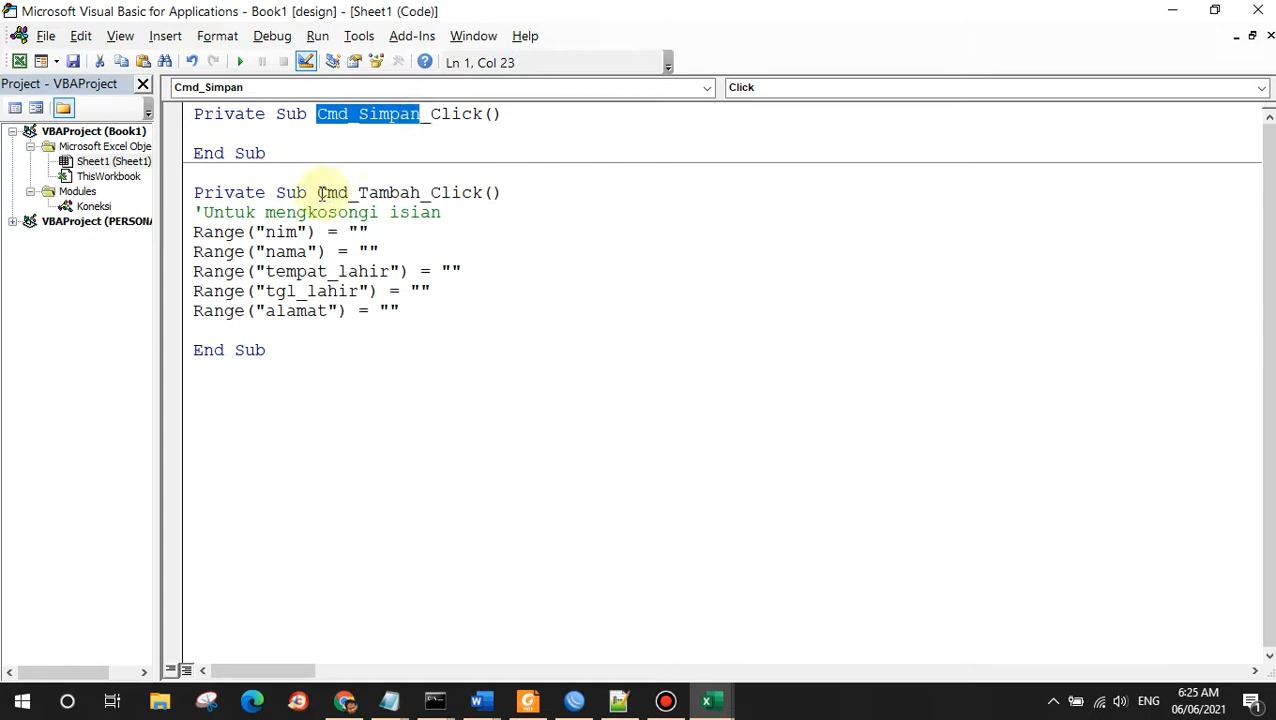 Microsoft Visual Basic for Applications - Book1 [design] - [Sheet1 (Code)]
File Edit View Insert Format Debug Run Tools Add-Ins Window Help
Ln 1, Col 23
Project - VBAProject
Cmd_Simpan
Click
VBAProject (Book1)
Microsoft Excel Obje
Sheet1 (Sheet1)
ThisWorkbook
Modules
Koneksi
VBAProject (PERSONA
Private Sub Cmd_Simpan_Click()
End Sub
Private Sub Cmd_Tambah_Click()
'Untuk mengkosongi isian
Range("nim") = ""
Range("nama") = ""
Range("tempat_lahir") = ""
Range("tgl_lahir") = ""
Range("alamat") = ""
End Sub
ENG
6:25 AM
06/06/2021
1